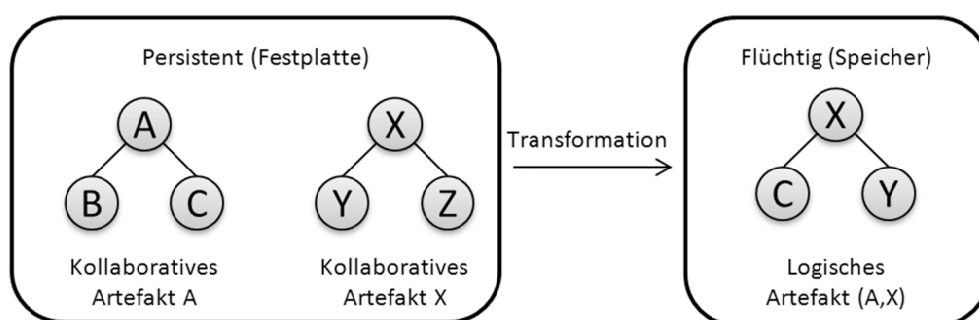 Persistent (Festplatte)
A
B
C
Kollaboratives
Artefakt A
X
Y
Z
Kollaboratives
Artefakt X
Transformation
Flüchtig (Speicher)
X
C
Y
Logisches
Artefakt (A,X)